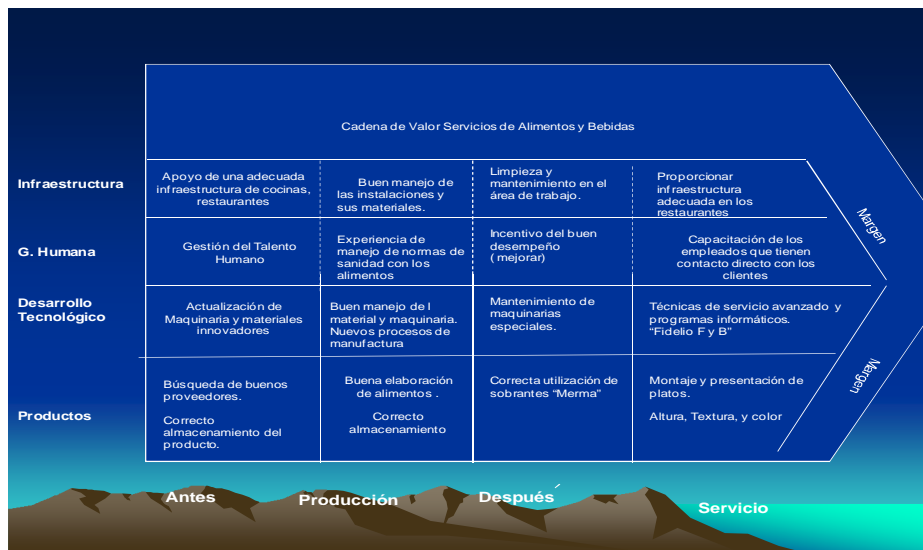 Cadena de Valor Servicios de Alimentos y Bebidas
Infraestructura
Apoyo de una adecuada
infraestructura de cocinas,
restaurantes
Buen manejo de
las instalaciones y
sus materiales.
Limpieza y
mantenimiento en el
área de trabajo.
Proporcionar
infraestructura
adecuada en los
restaurantes
Margen
G. Humana
Gestión del Talento
Humano
Experiencia de
manejo de normas de
sanidad con los
alimentos
Incentivo del buen
desempeño
( mejorar)
Capacitación de los
empleados que tienen
contacto directo con los
clientes
Desarrollo
Tecnológico
Actualización de
Maquinaria y materiales
innovadores
Buen manejo de l
material y maquinaria.
Nuevos procesos de
manufactura
Mantenimiento de
maquinarias
especiales.
Técnicas de servicio avanzado y
programas informáticos.
“Fidelio F y B”
Margen
Productos
Búsqueda de buenos
proveedores.
Correcto
almacenamiento del
producto.
Buena elaboración
de alimentos .
Correcto
almacenamiento
Correcta utilización de
sobrantes “Merma”
Montaje y presentación de
platos.
Altura, Textura, y color
Antes
Producción
Después
Servicio